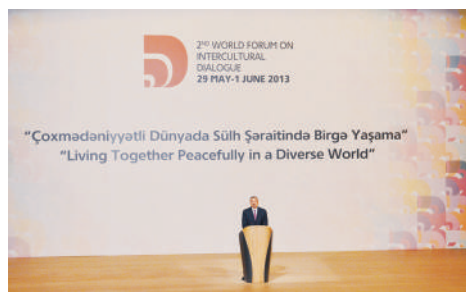 2ND WORLD FORUM ON
INTERCULTURAL
DIALOGUE
29 MAY-1 JUNE 2013
"Çoxmədəniyyətli Dünyada Sülh Şəraitində Birgə Yaşama"
"Living Together Peacefully in a Diverse World"